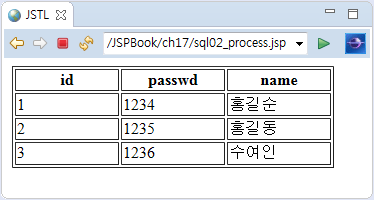 JSTL
/JSPBook/ch17/sql02_process.jsp
id passwd name
1 1234 홍길순
2 1235 홍길동
3 1236 수여인